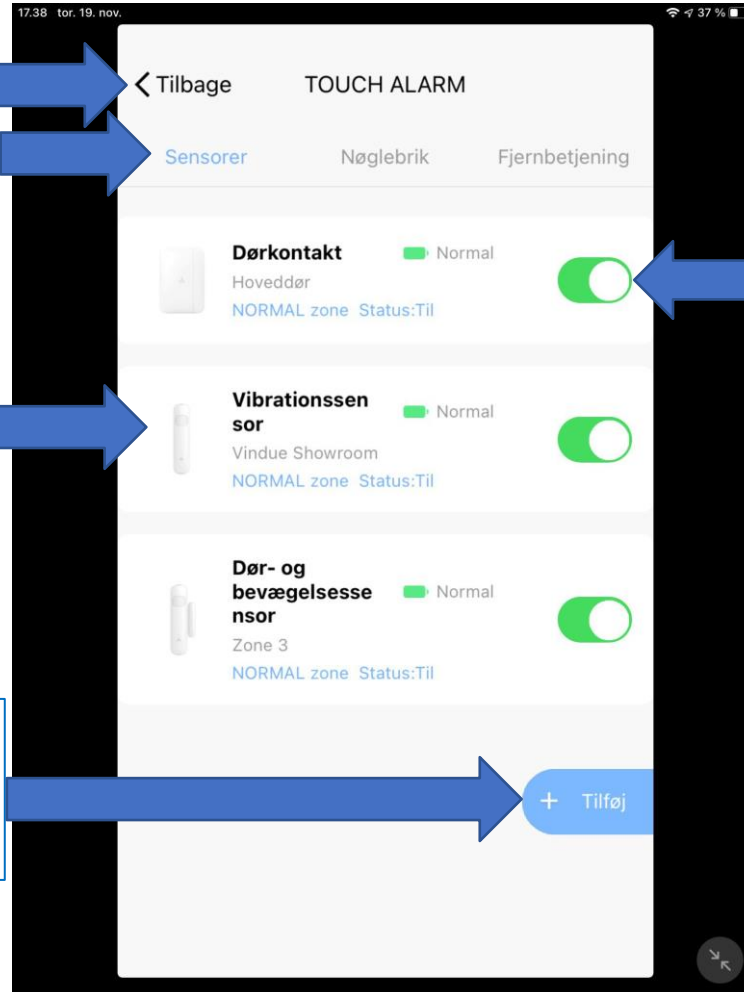 17.38 tor. 19. nov.
37 %
Tilbage TOUCH ALARM
Sensorer Nøglebrik Fjernbetjening
Dørkontakt Normal
Hoveddør
NORMAL zone Status:Til
Vibrationssen
sor
Normal
Vindue Showroom
NORMAL zone Status:Til
Dør- og
bevægelsesse
nsor
Normal
Zone 3
NORMAL zone Status:Til
+ Tilføj